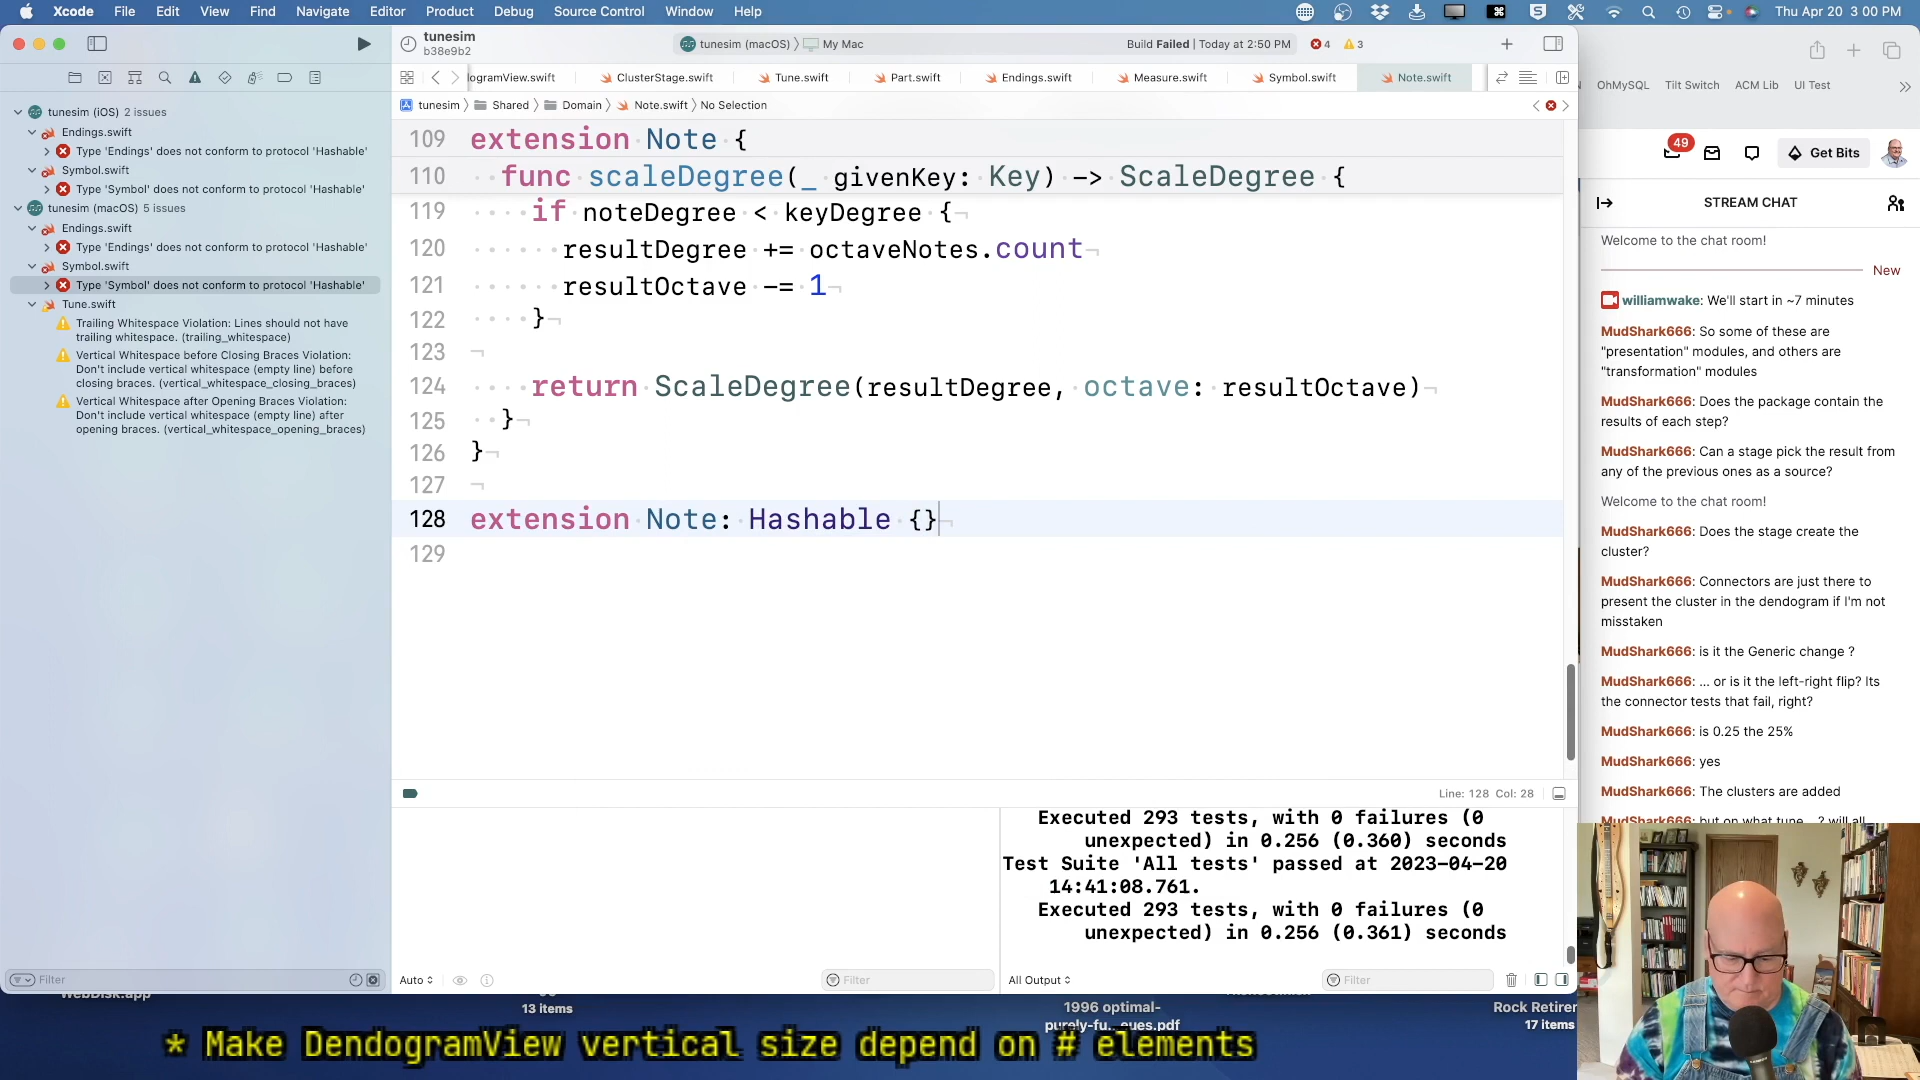 Xcode File Edit View Find Navigate Editor Product Debug Source Control Window Help Thu Apr 20 3:00 PM
tunesim
b38e9b2
tunesim (macOS) My Mac
Build Failed | Today at 2:50 PM 4 3
ogramView.swift ClusterStage.swift Tune.swift Part.swift Endings.swift Measure.swift Symbol.swift Note.swift
tunesim Shared Domain Note.swift No Selection
tunesim (iOS) 2 issues
Endings.swift
Type 'Endings' does not conform to protocol 'Hashable'
Symbol.swift
Type 'Symbol' does not conform to protocol 'Hashable'
tunesim (macOS) 5 issues
Endings.swift
Type 'Endings' does not conform to protocol 'Hashable'
Symbol.swift
Type 'Symbol' does not conform to protocol 'Hashable'
Tune.swift
Trailing Whitespace Violation: Lines should not have
trailing whitespace. (trailing_whitespace)
Vertical Whitespace before Closing Braces Violation:
Don't include vertical whitespace (empty line) before
closing braces. (vertical_whitespace_closing_braces)
Vertical Whitespace after Opening Braces Violation:
Don't include vertical whitespace (empty line) after
opening braces. (vertical_whitespace_opening_braces)
Filter
109 extension Note {
110 func scaleDegree(_ givenKey: Key) -> ScaleDegree {
119 if noteDegree < keyDegree {
120 resultDegree += octaveNotes.count
121 resultOctave -= 1
122 }
123
124 return ScaleDegree(resultDegree, octave: resultOctave)
125 }
126 }
127
128 extension Note: Hashable {}
129
Line: 128 Col: 28
Executed 293 tests, with 0 failures (0
unexpected) in 0.256 (0.360) seconds
Test Suite 'All tests' passed at 2023-04-20
14:41:08.761.
Executed 293 tests, with 0 failures (0
unexpected) in 0.256 (0.361) seconds
Auto Filter All Output Filter
OhMySQL Tilt Switch ACM Lib UI Test
49 Get Bits
STREAM CHAT
Welcome to the chat room!
New
williamwake: We'll start in ~7 minutes
MudShark666: So some of these are
"presentation" modules, and others are
"transformation" modules
MudShark666: Does the package contain the
results of each step?
MudShark666: Can a stage pick the result from
any of the previous ones as a source?
Welcome to the chat room!
MudShark666: Does the stage create the
cluster?
MudShark666: Connectors are just there to
present the cluster in the dendogram if I'm not
misstaken
MudShark666: is it the Generic change ?
MudShark666: ... or is it the left-right flip? Its
the connector tests that fail, right?
MudShark666: is 0.25 the 25%
MudShark666: yes
MudShark666: The clusters are added
MudShark666: but on what tune ? will all
WebDisk.app
13 items
1996 optimal-
purely-fu...eues.pdf
Rock Retirer
17 items
* Make DendogramView vertical size depend on # elements